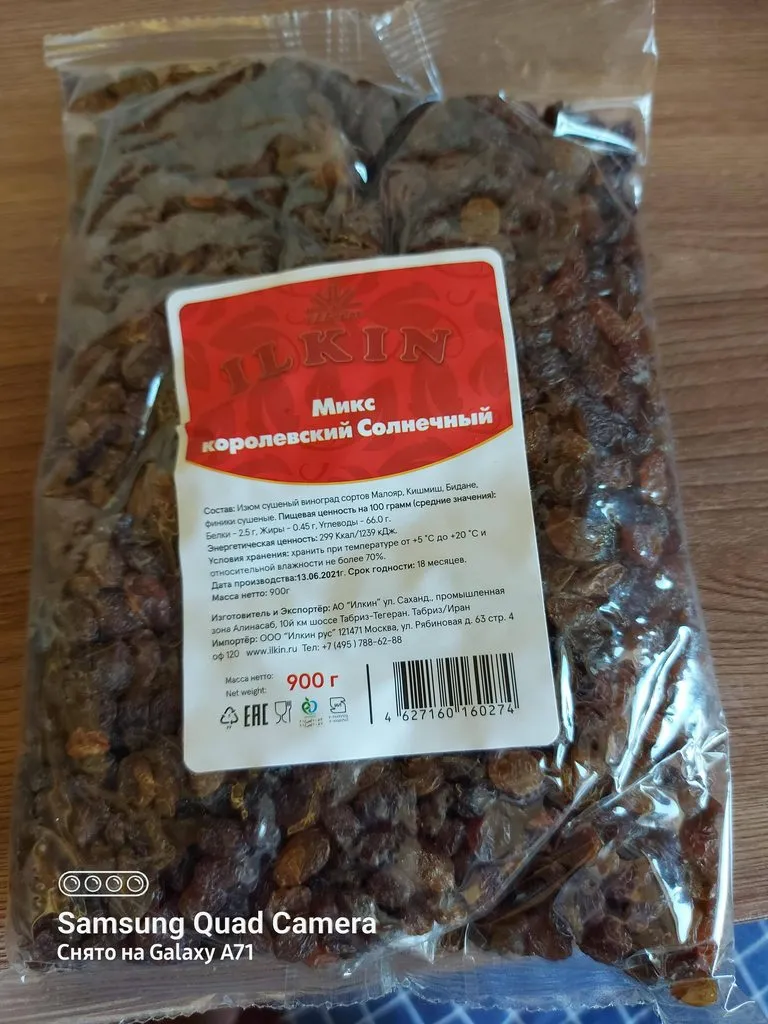 ILKIN
Микс
королевский Солнечный
Состав: Изюм сушеный виноград сортов Малояр, Кишмиш, Бидане,
финики сушеные. Пищевая ценность на 100 грамм (средние значения):
Белки - 2.5 г, Жиры - 0.45 г, Углеводы - 66.0 г.
Энергетическая ценность: 299 Ккал/1239 кДж.
Условия хранения: хранить при температуре от +5 °С до +20 °С и
относительной влажности не более 70%.
Дата производства:13.06.2021г. Срок годности: 18 месяцев.
Масса нетто: 900г
Изготовитель и Экспортёр: АО "Илкин" ул. Саханд., промышленная
зона Алинасаб, 10й км шоссе Табриз-Тегеран. Табриз/Иран
Импортёр: ООО "Илкин рус" 121471 Москва, ул. Рябиновая д. 63 стр. 4
оф 120 www.ilkin.ru Тел: +7 (495 ) 788-62-88
Масса нетто:
Net weight:
900 г
EAC
4 627160 160274
Samsung Quad Camera
Снято на Galaxy A71